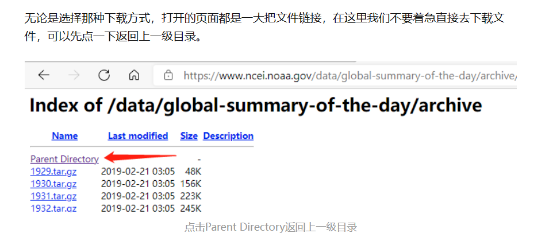 无论是选择那种下载方式，打开的页面都是一大把文件链接，在这里我们不要着急直接去下载文
件，可以先点一下返回上一级目录。
https://www.ncei.noaa.gov/data/global-summary-of-the-day/archive/
Index of /data/global-summary-of-the-day/archive
Name Last modified Size Description
Parent Directory -
1929.tar.gz 2019-02-21 03:05 48K
1930.tar.gz 2019-02-21 03:05 156K
1931.tar.gz 2019-02-21 03:05 223K
1932.tar.gz 2019-02-21 03:05 245K
点击Parent Directory返回上一级目录